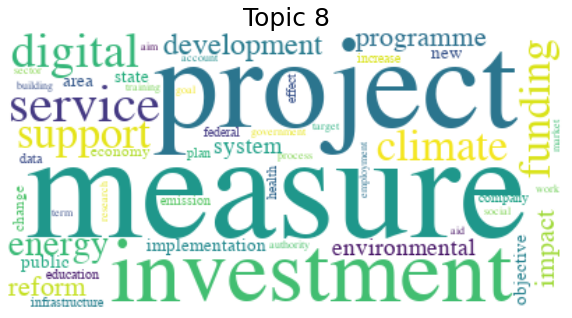 Topic 8
digital
aim
development
programme
sector
account
increase
new
building
area
state
training
goal
effect
project
funding
market
service
support
federal
government
target
climate
data
economy
plan
system
process
employment
health
measure
change
term
research
emission
company
social
work
aid
energy
implementation
authority
environmental
public
education
investment
objective
impact
reform
infrastructure